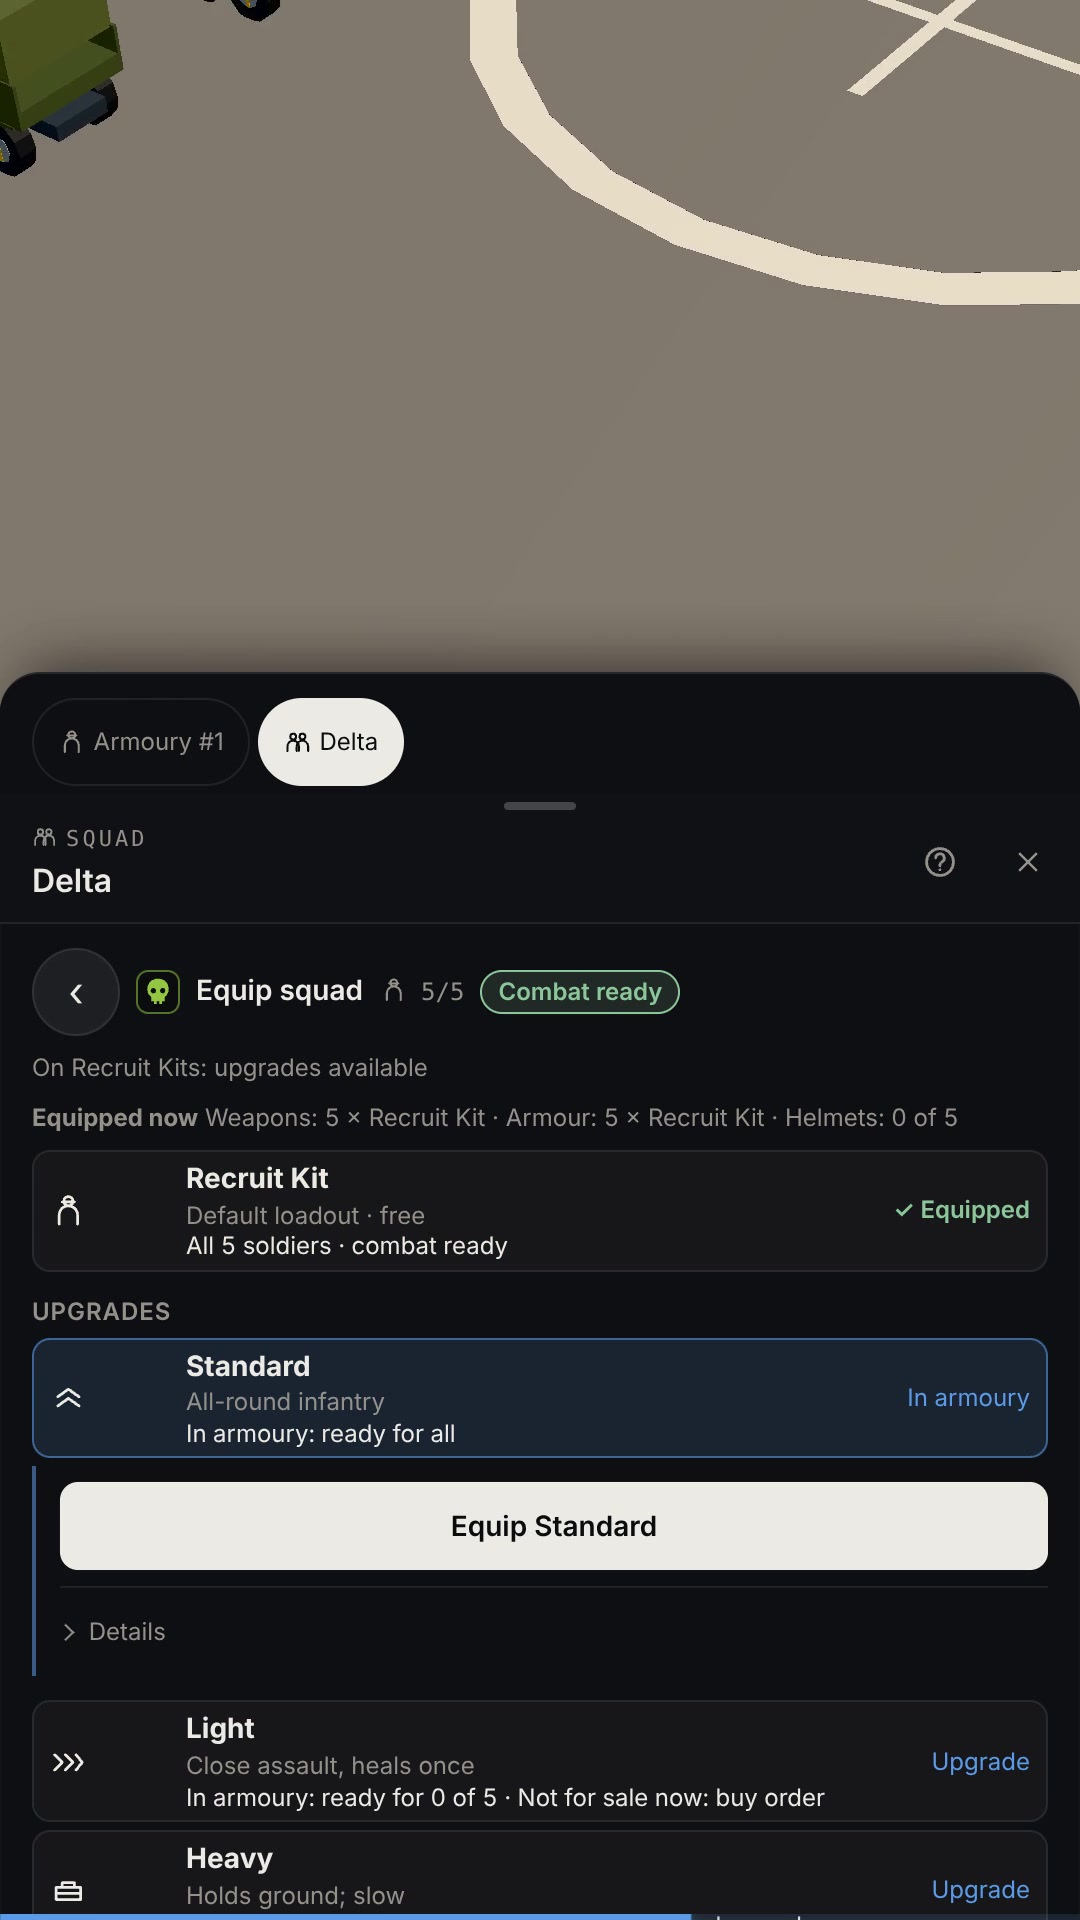 Armoury #1
Delta
SQUAD
Delta
Equip squad 5/5 Combat ready
On Recruit Kits: upgrades available
Equipped now Weapons: 5 × Recruit Kit · Armour: 5 × Recruit Kit · Helmets: 0 of 5
Recruit Kit
Default loadout · free
All 5 soldiers · combat ready
✓ Equipped
UPGRADES
Standard
All-round infantry
In armoury: ready for all
In armoury
Equip Standard
Details
Light
Close assault, heals once
In armoury: ready for 0 of 5 · Not for sale now: buy order
Upgrade
Heavy
Holds ground; slow
Upgrade